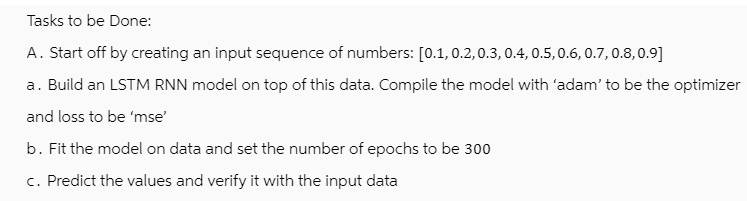 Tasks to be Done:
A. Start off by creating an input sequence of numbers: [0.1, 0.2,0.3, 0.4, 0.5,0.6, 0.7, 0.8,0.9]
a. Build an LSTM RNN model on top of this data. Compile the model with ‘adam’ to be the optimizer
and loss to be ‘mse’
b. Fit the model on data and set the number of epochs to be 300
c. Predict the values and verify it with the input data